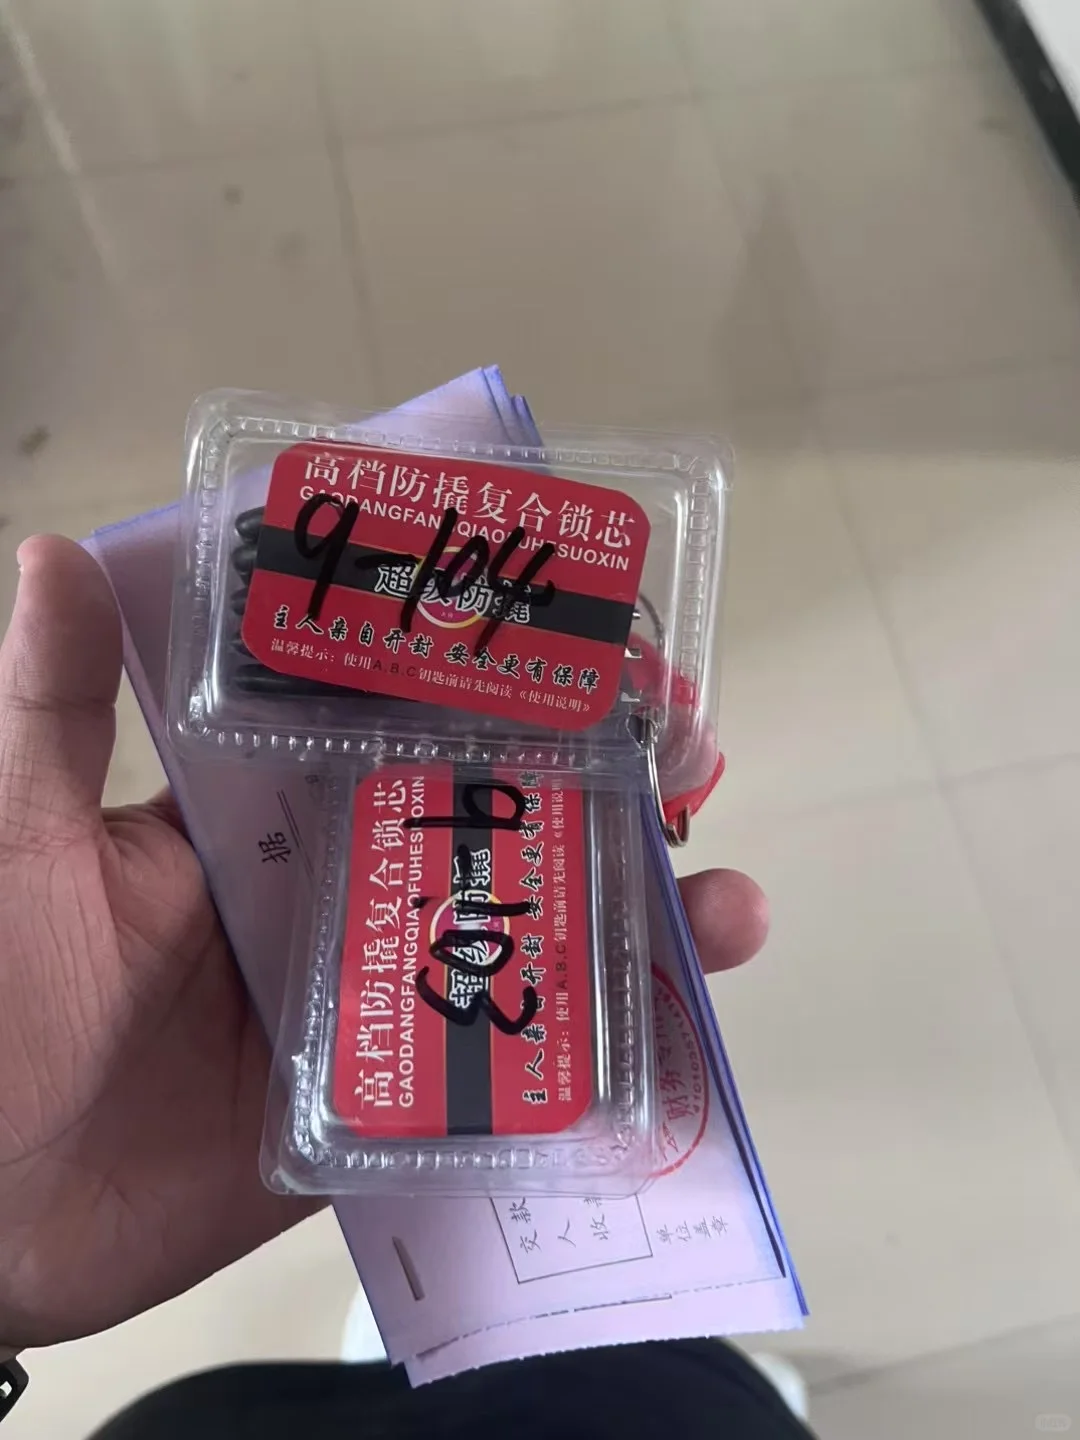 高档防撬复合锁芯
GAODANGFANGQIAOFUHESUOXIN
9-104
超级防撬
主人亲自开封 安全更有保障
温馨提示：使用A.B.C钥匙前请先阅读《使用说明》
高档防撬复合锁芯
GAODANGFANGQIAOFUHESUOXIN
9-103
超级防撬
主人亲自开封 安全更有保障
温馨提示：使用A.B.C钥匙前请先阅读《使用说明
据
财务专
交款人
收
单位盖章